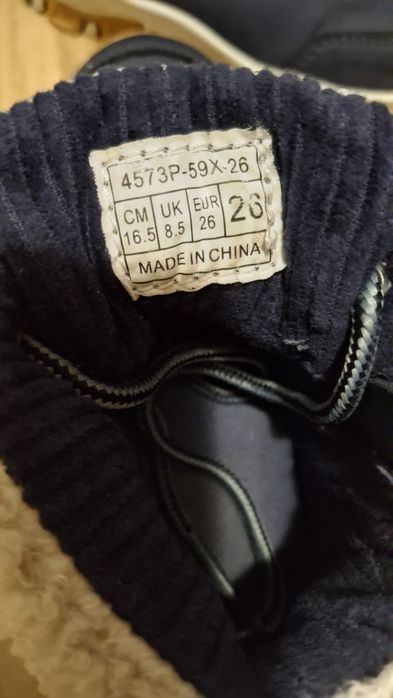 4573P-59X-26
CM UK EUR 26
16.5 8.5 26
MADE IN CHINA